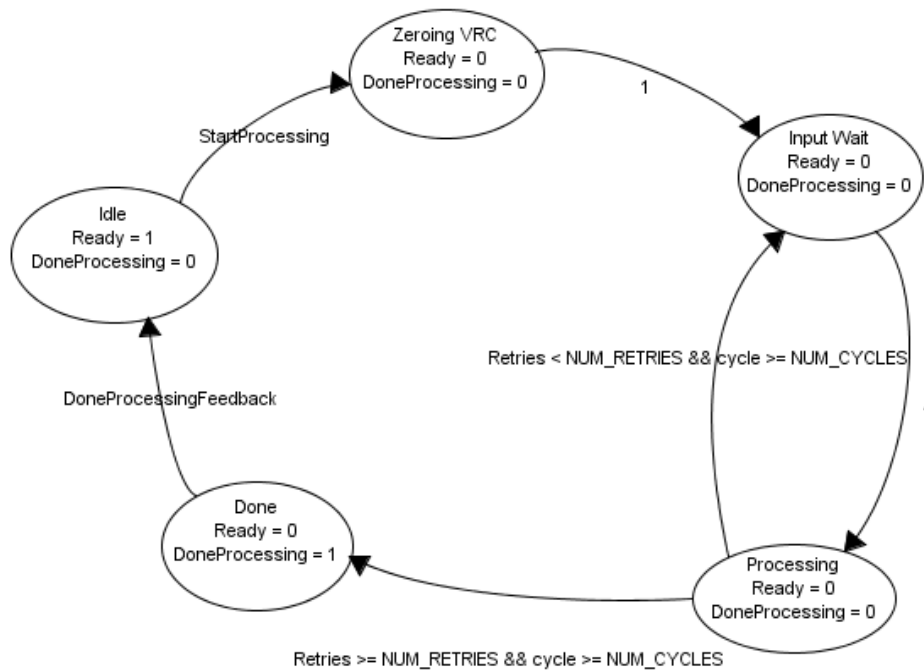 Zeroing VRC
Ready = 0
DoneProcessing = 0
1
Input Wait
Ready = 0
DoneProcessing = 0
StartProcessing
Idle
Ready = 1
DoneProcessing = 0
Retries < NUM_RETRIES && cycle >= NUM_CYCLES
DoneProcessingFeedback
Done
Ready = 0
DoneProcessing = 1
Processing
Ready = 0
DoneProcessing = 0
Retries >= NUM_RETRIES && cycle >= NUM_CYCLES